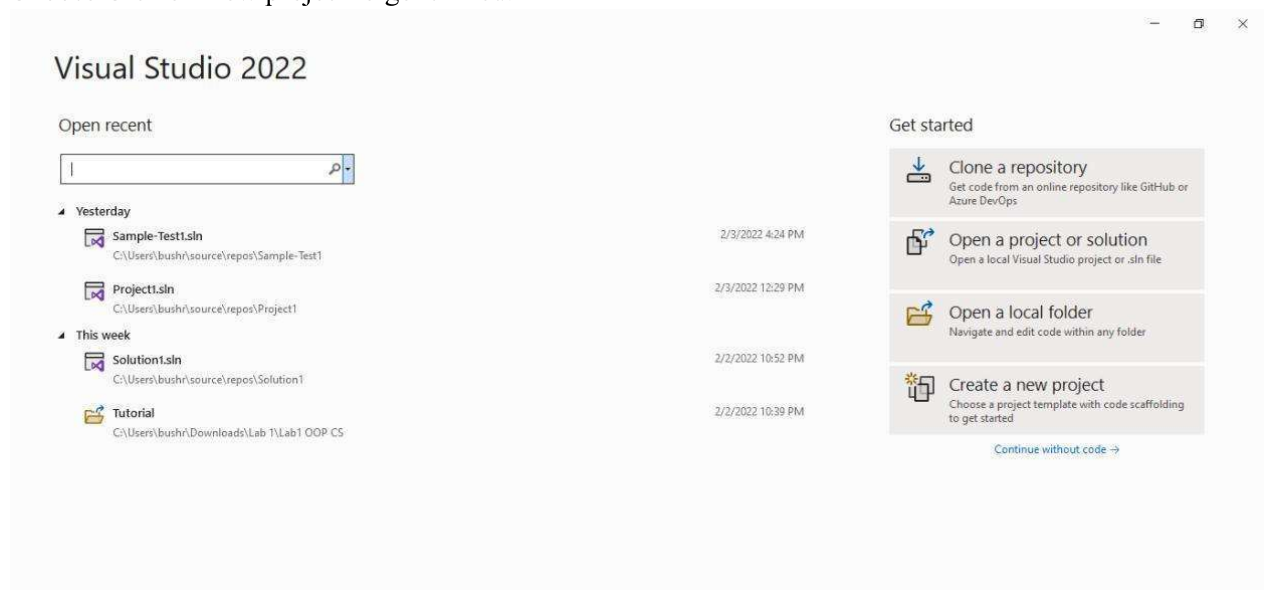 Visual Studio 2022
Open recent
Yesterday
Sample-Test1.sln
2/3/2022 4:24 PM
C:\Users\bushr\source\repos\Sample-Test1
Project1.sln
2/3/2022 12:29 PM
C:\Users\bushr\source\repos\Project1
This week
Solution1.sln
2/2/2022 10:52 PM
C:\Users\bushr\source\repos\Solution1
Tutorial
2/2/2022 10:39 PM
C:\Users\bushr\Downloads\Lab 1\Lab1 OOP CS
Get started
Clone a repository
Get code from an online repository like GitHub or
Azure DevOps
Open a project or solution
Open a local Visual Studio project or .sln file
Open a local folder
Navigate and edit code within any folder
Create a new project
Choose a project template with code scaffolding
to get started
Continue without code →